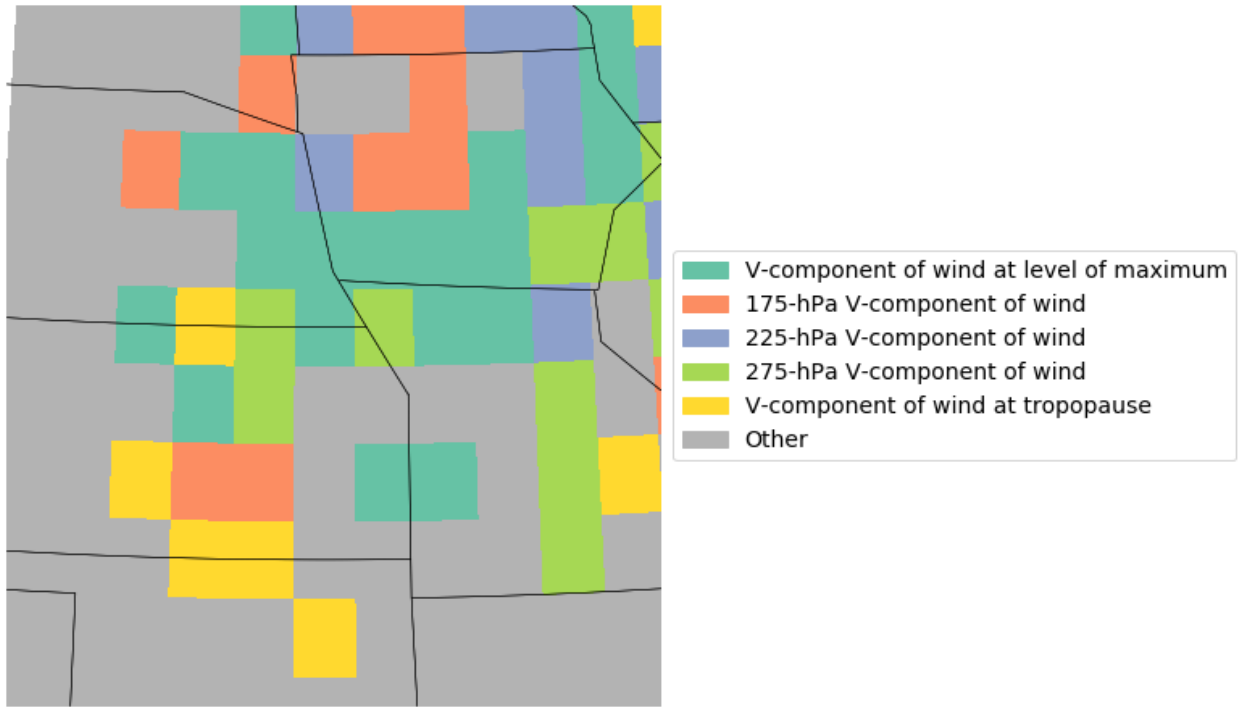 V-component of wind at level of maximum
175-hPa V-component of wind
225-hPa V-component of wind
275-hPa V-component of wind
V-component of wind at tropopause
Other